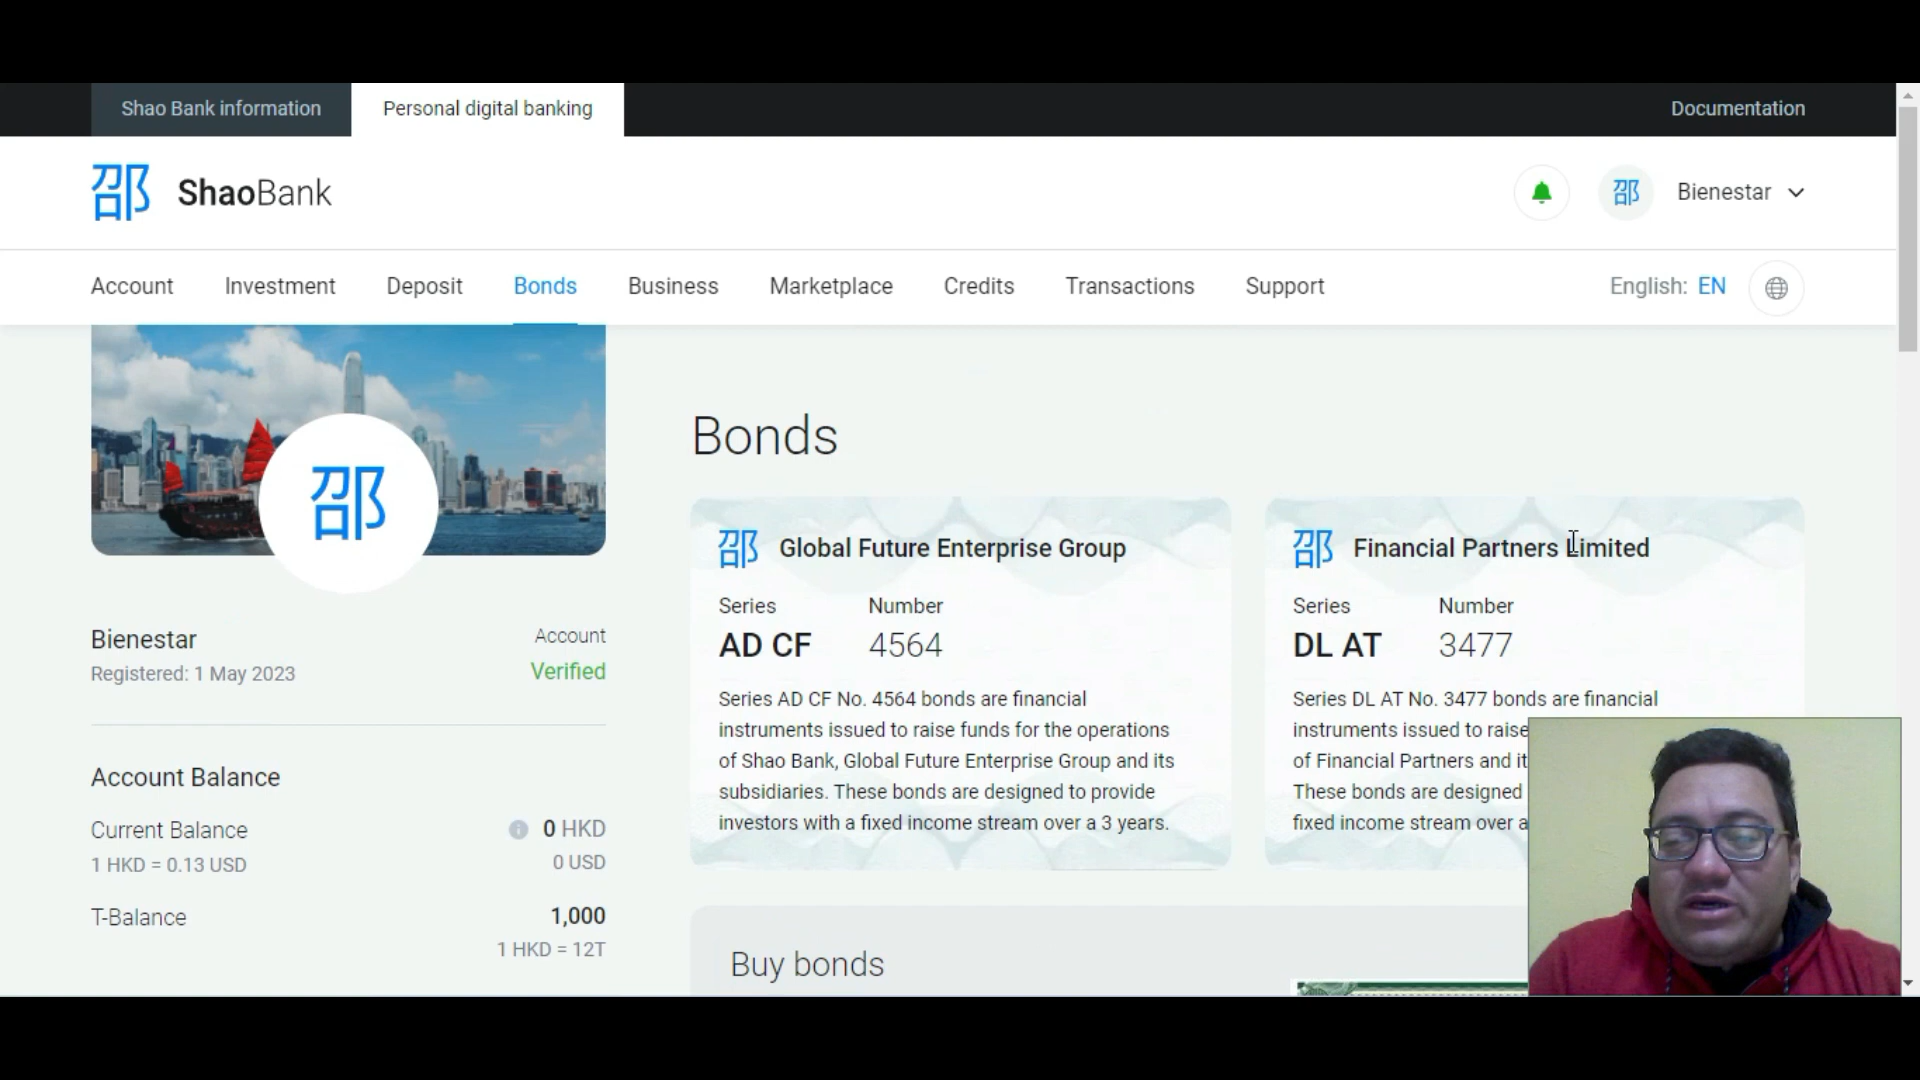 Shao Bank information
Personal digital banking
Documentation
邵 ShaoBank
邵 Bienestar
Account Investment Deposit Bonds Business Marketplace Credits Transactions Support
English: EN
邵
Bienestar
Registered: 1 May 2023
Account
Verified
Account Balance
Current Balance
0 HKD
1 HKD = 0.13 USD
0 USD
T-Balance
1,000
1 HKD = 12T
Bonds
邵 Global Future Enterprise Group
Series Number
AD CF 4564
Series AD CF No. 4564 bonds are financial
instruments issued to raise funds for the operations
of Shao Bank, Global Future Enterprise Group and its
subsidiaries. These bonds are designed to provide
investors with a fixed income stream over a 3 years.
邵 Financial Partners Limited
Series Number
DL AT 3477
Series DL AT No. 3477 bonds are financial
instruments issued to raise
of Financial Partners and it
These bonds are designed
fixed income stream over a
Buy bonds